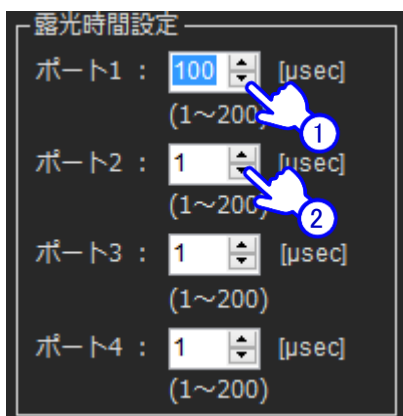 露光時間設定
ポート1 : 100 [μsec]
(1～200)
①
ポート2 : 1 [μsec]
(1～200)
②
ポート3 : 1 [μsec]
(1～200)
ポート4 : 1 [μsec]
(1～200)